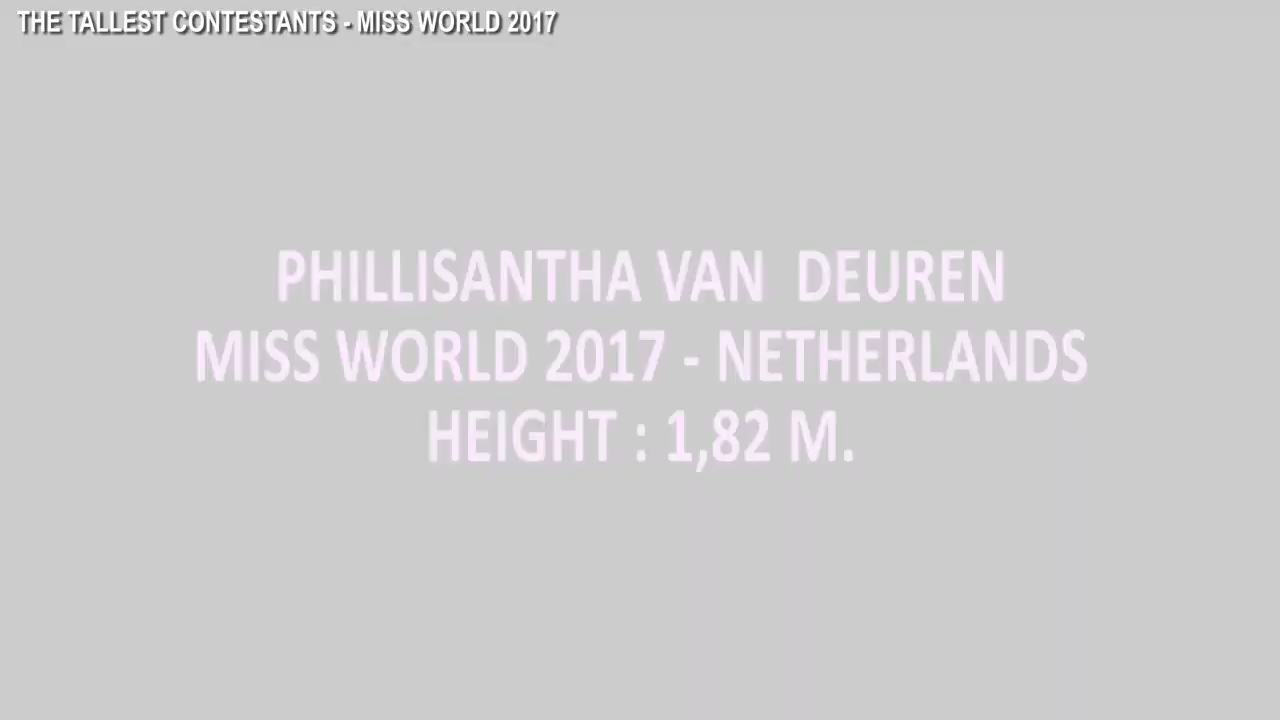 THE TALLEST CONTESTANTS - MISS WORLD 2017
PHILLISANTHA VAN DEUREN
MISS WORLD 2017 - NETHERLANDS
HEIGHT : 1,82 M.